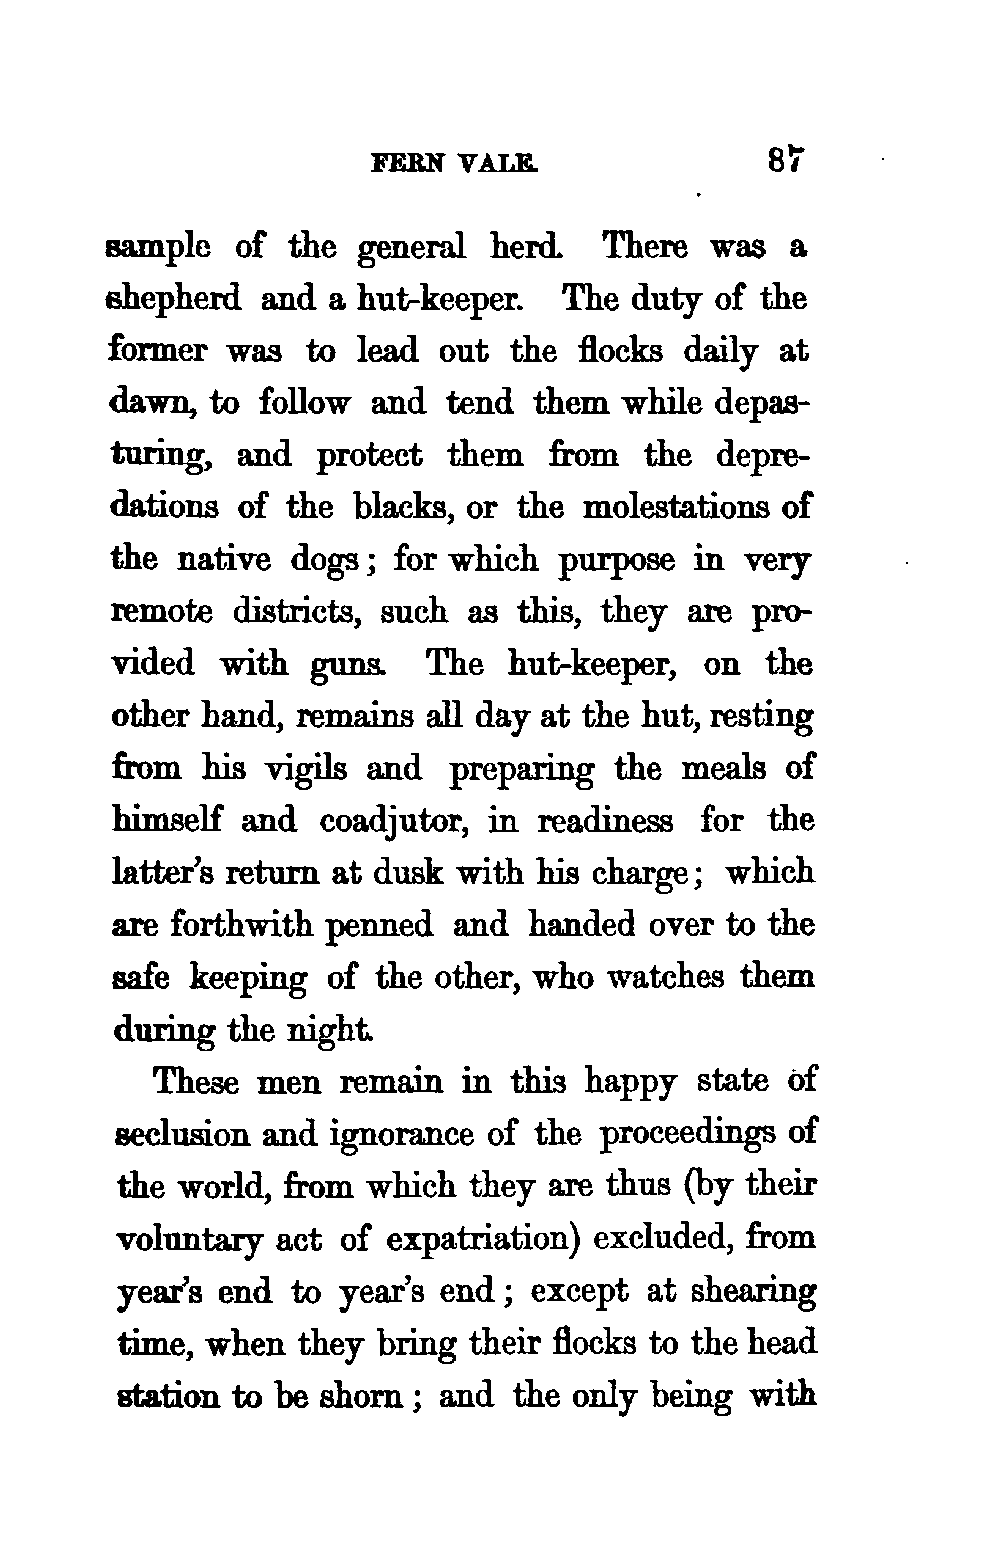 FERN VALE. 87
sample of the general herd. There was a
shepherd and a hut-keeper. The duty of the
former was to lead out the flocks daily at
dawn, to follow and tend them while depas-
turing, and protect them from the depre-
dations of the blacks, or the molestations of
the native dogs; for which purpose in very
remote districts, such as this, they are pro-
vided with guns. The hut-keeper, on the
other hand, remains all day at the hut, resting
from his vigils and preparing the meals of
himself and coadjutor, in readiness for the
latter's return at dusk with his charge; which
are forthwith penned and handed over to the
safe keeping of the other, who watches them
during the night.
These men remain in this happy state of
seclusion and ignorance of the proceedings of
the world, from which they are thus (by their
voluntary act of expatriation) excluded, from
year's end to year's end; except at shearing
time, when they bring their flocks to the head
station to be shorn; and the only being with